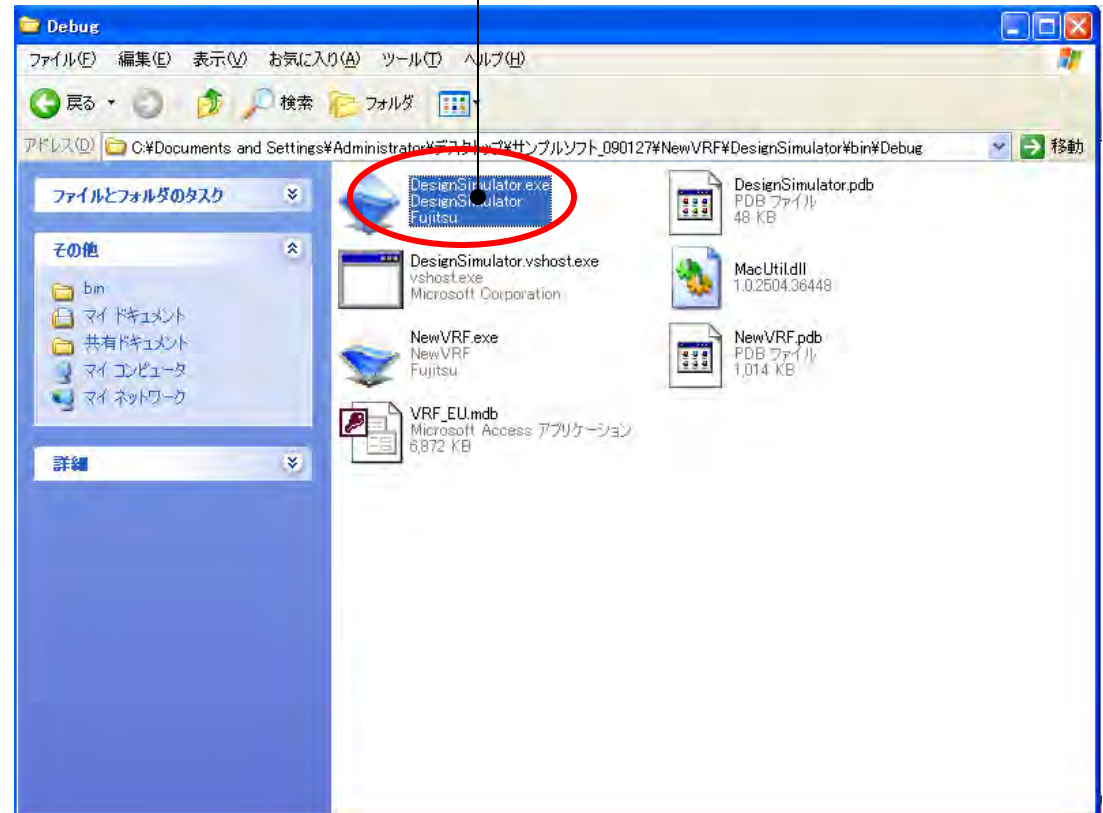 Debug
ファイル(F) 編集(E) 表示(V) お気に入り(A) ツール(T) ヘルプ(H)
戻る 検索 フォルダ
アドレス(D) C:¥Documents and Settings¥Administrator¥デスクトップ¥サンプルソフト_090127¥NewVRF¥DesignSimulator¥bin¥Debug 移動
ファイルとフォルダのタスク
その他
bin
マイ ドキュメント
共有ドキュメント
マイ コンピュータ
マイ ネットワーク
詳細
DesignSimulator.exe
DesignSimulator
Fujitsu
DesignSimulator.pdb
PDB ファイル
48 KB
DesignSimulator.vshost.exe
vshost.exe
Microsoft Corporation
MacUtil.dll
1.0.2504.36448
NewVRF.exe
NewVRF
Fujitsu
NewVRF.pdb
PDB ファイル
1,014 KB
VRF_EU.mdb
Microsoft Access アプリケーション
6,872 KB